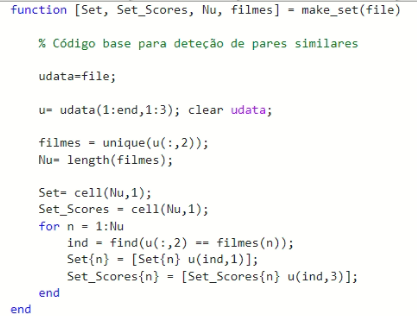 function [Set, Set_Scores, Nu, filmes] = make_set(file)
% Código base para deteção de pares similares
udata=file;
u= udata(1:end,1:3); clear udata;
filmes = unique(u(:,2));
Nu= length(filmes);
Set= cell(Nu,1);
Set_Scores = cell(Nu,1);
for n = 1:Nu
ind = find(u(:,2) == filmes(n));
Set{n} = [Set{n} u(ind,1)];
Set_Scores{n} = [Set_Scores{n} u(ind,3)];
end
end